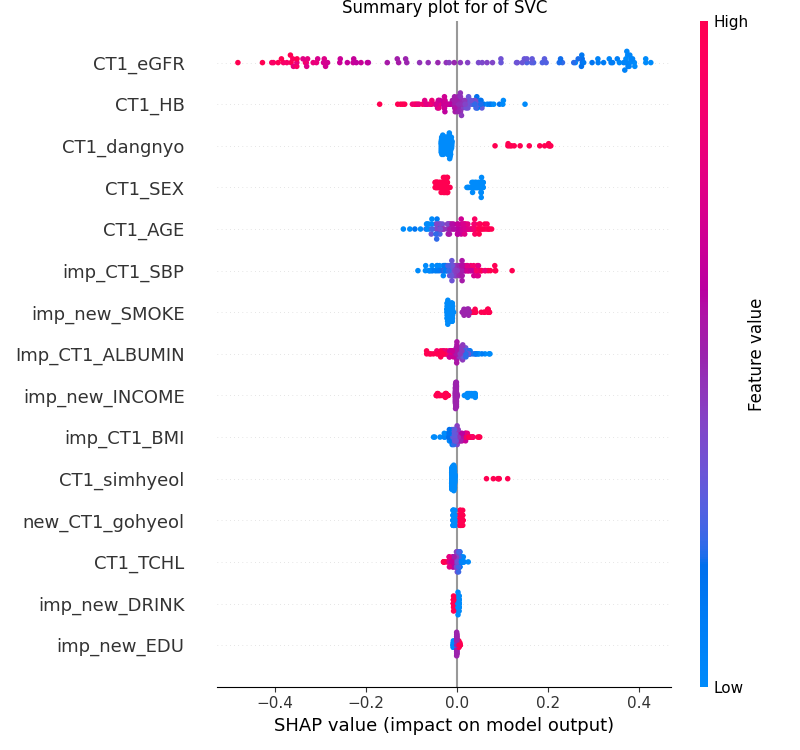 Summary plot for of SVC
High
CT1_eGFR
CT1_HB
CT1_dangnyo
CT1_SEX
CT1_AGE
imp_CT1_SBP
imp_new_SMOKE
Imp_CT1_ALBUMIN
imp_new_INCOME
imp_CT1_BMI
CT1_simhyeol
new_CT1_gohyeol
CT1_TCHL
imp_new_DRINK
imp_new_EDU
Feature value
Low
−0.4 −0.2 0.0 0.2 0.4
SHAP value (impact on model output)